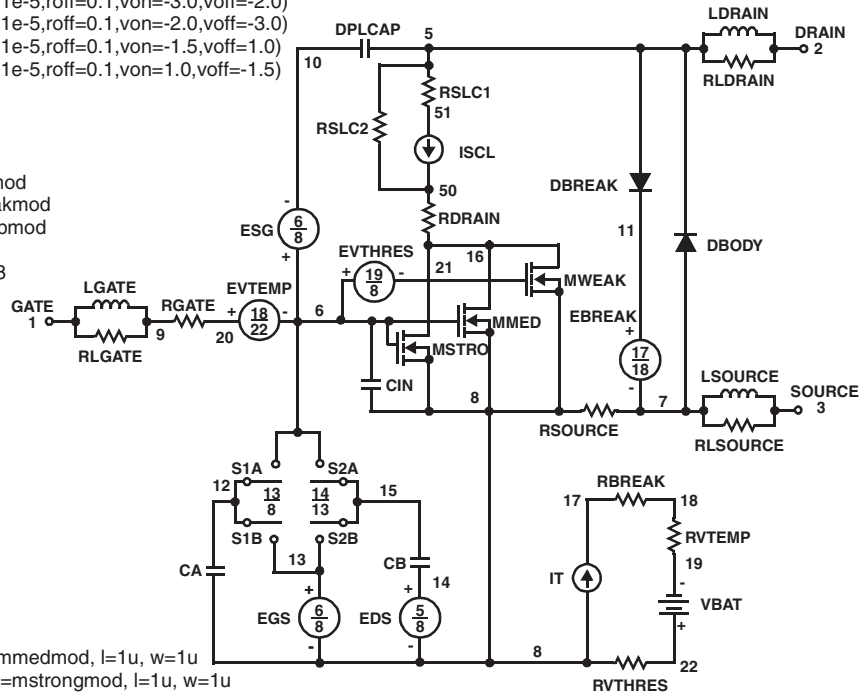 1e-5,roff=0.1,von=-3.0,voff=-2.0)
1e-5,roff=0.1,von=-2.0,voff=-3.0)
1e-5,roff=0.1,von=-1.5,voff=1.0)
1e-5,roff=0.1,von=1.0,voff=-1.5)
LDRAIN
DRAIN
2
RLDRAIN
DPLCAP
5
10
RSLC1
51
RSLC2
ISCL
50
RDRAIN
DBREAK
11
DBODY
ESG
6
8
-
+
EVTHRES
+
19
8
-
21
16
MWEAK
LGATE
GATE
1
RLGATE
9
RGATE
20
EVTEMP
+
18
22
-
6
MMED
MSTRO
CIN
8
EBREAK
+
17
18
-
RSOURCE
7
LSOURCE
SOURCE
3
RLSOURCE
S1A
S2A
12
13
8
14
13
15
S1B
S2B
13
CA
CB
14
EGS
+
6
8
-
EDS
+
5
8
-
RBREAK
17
18
RVTEMP
19
IT
-
VBAT
+
8
22
RVTHRES
mmedmod, l=1u, w=1u
=mstrongmod, l=1u, w=1u